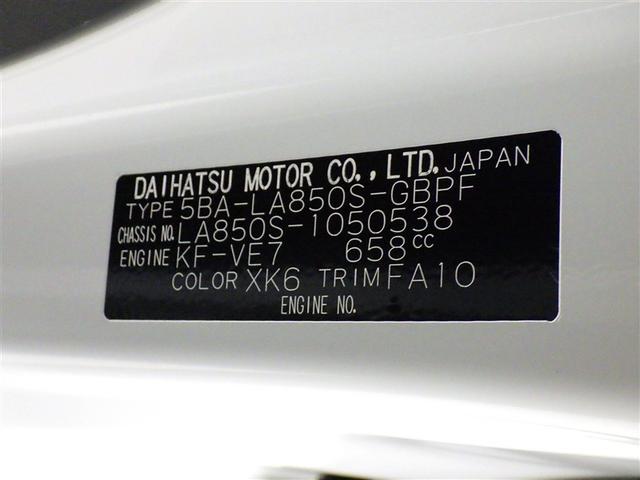 DAIHATSU MOTOR CO., LTD. JAPAN
TYPE 5BA-LA850S-GBPF
CHASSIS NO. LA850S-1050538
ENGINE KF-VE7 658cc
COLOR XK6 TRIM FA10
ENGINE NO.